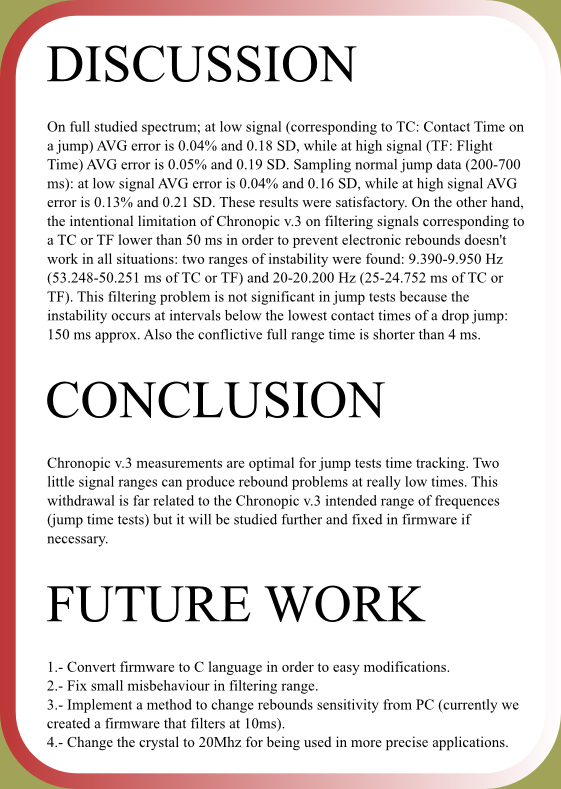 DISCUSSION
On full studied spectrum; at low signal (corresponding to TC: Contact Time on
a jump) AVG error is 0.04% and 0.18 SD, while at high signal (TF: Flight
Time) AVG error is 0.05% and 0.19 SD. Sampling normal jump data (200-700
ms): at low signal AVG error is 0.04% and 0.16 SD, while at high signal AVG
error is 0.13% and 0.21 SD. These results were satisfactory. On the other hand,
the intentional limitation of Chronopic v.3 on filtering signals corresponding to
a TC or TF lower than 50 ms in order to prevent electronic rebounds doesn't
work in all situations: two ranges of instability were found: 9.390-9.950 Hz
(53.248-50.251 ms of TC or TF) and 20-20.200 Hz (25-24.752 ms of TC or
TF). This filtering problem is not significant in jump tests because the
instability occurs at intervals below the lowest contact times of a drop jump:
150 ms approx. Also the conflictive full range time is shorter than 4 ms.
CONCLUSION
Chronopic v.3 measurements are optimal for jump tests time tracking. Two
little signal ranges can produce rebound problems at really low times. This
withdrawal is far related to the Chronopic v.3 intended range of frequences
(jump time tests) but it will be studied further and fixed in firmware if
necessary.
FUTURE WORK
1.- Convert firmware to C language in order to easy modifications.
2.- Fix small misbehaviour in filtering range.
3.- Implement a method to change rebounds sensitivity from PC (currently we
created a firmware that filters at 10ms).
4.- Change the crystal to 20Mhz for being used in more precise applications.